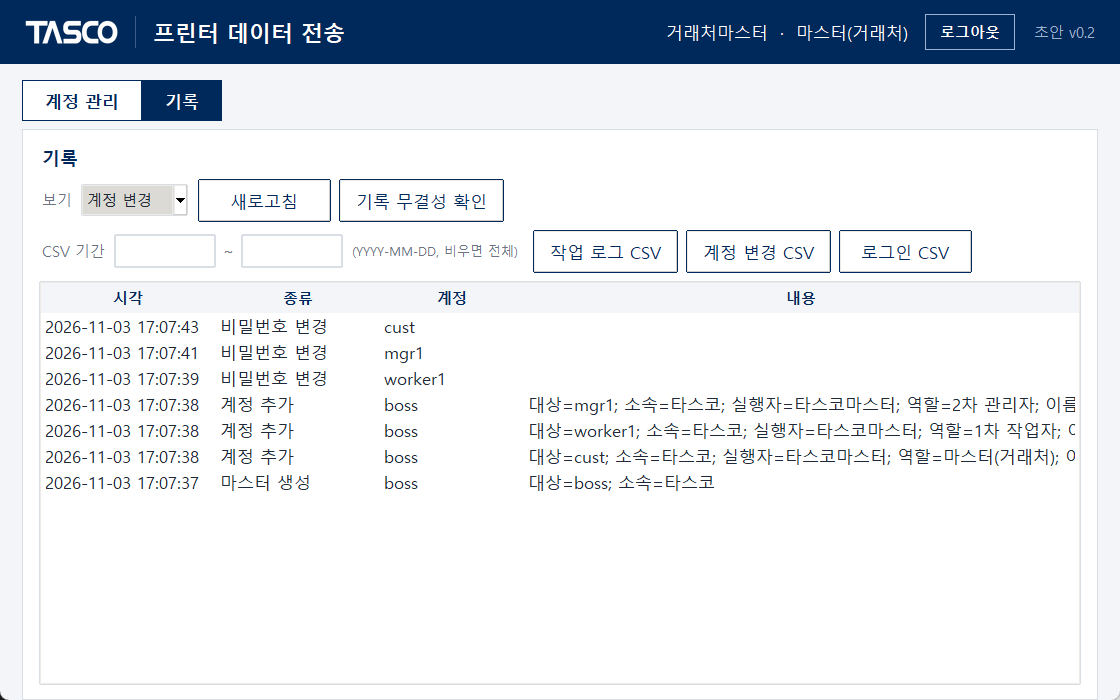 TASCO 프린터 데이터 전송 거래처마스터 · 마스터(거래처) 로그아웃 초안 v0.2
계정 관리 기록
기록
보기 계정 변경 새로고침 기록 무결성 확인
CSV 기간 ~ (YYYY-MM-DD, 비우면 전체) 작업 로그 CSV 계정 변경 CSV 로그인 CSV
시각 종류 계정 내용
2026-11-03 17:07:43 비밀번호 변경 cust
2026-11-03 17:07:41 비밀번호 변경 mgr1
2026-11-03 17:07:39 비밀번호 변경 worker1
2026-11-03 17:07:38 계정 추가 boss 대상=mgr1; 소속=타스코; 실행자=타스코마스터; 역할=2차 관리자; 이름
2026-11-03 17:07:38 계정 추가 boss 대상=worker1; 소속=타스코; 실행자=타스코마스터; 역할=1차 작업자;
2026-11-03 17:07:38 계정 추가 boss 대상=cust; 소속=타스코; 실행자=타스코마스터; 역할=마스터(거래처);
2026-11-03 17:07:37 마스터 생성 boss 대상=boss; 소속=타스코